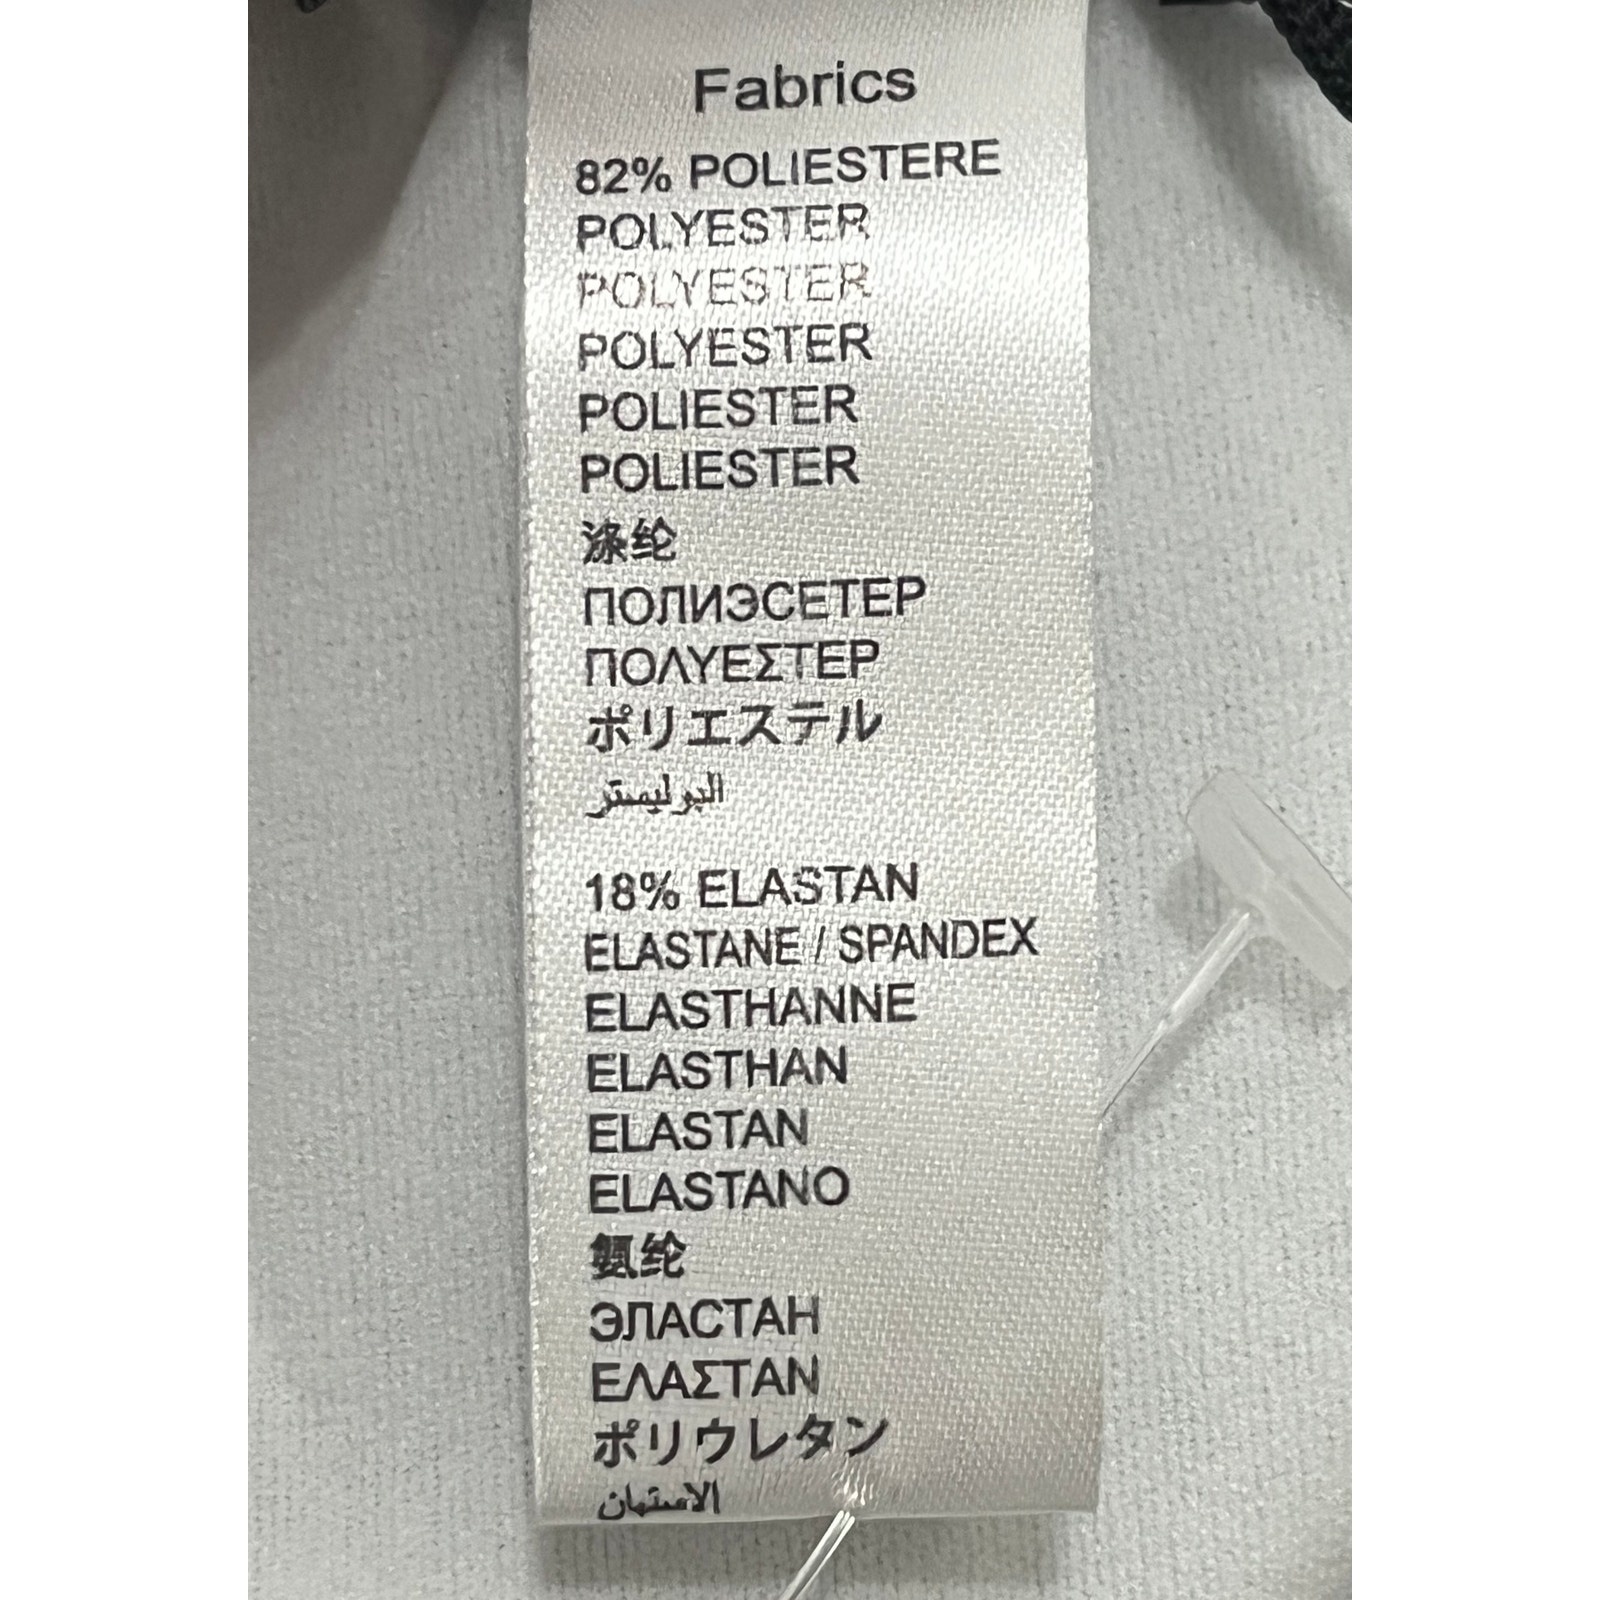 Fabrics
82% POLIESTERE
POLYESTER
POLYESTER
POLYESTER
POLIESTER
POLIESTER
涤纶
ПОЛИЭСЕТЕР
ΠΟΛΥΕΣΤΕΡ
ポリエステル
البوليستر
18% ELASTAN
ELASTANE / SPANDEX
ELASTHANNE
ELASTHAN
ELASTAN
ELASTANO
氨纶
ЭЛАСТАН
ΕΛΑΣΤΑΝ
ポリウレタン